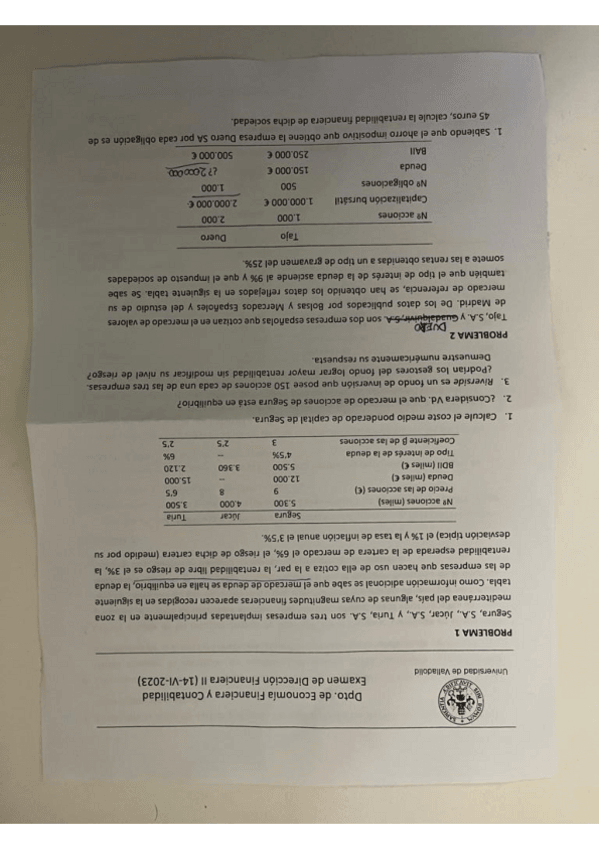 Universidad de Valladolid
Dpto. de Economía Financiera y Contabilidad
Examen de Dirección Financiera II (14-VI-2023)
PROBLEMA 1
Segura, S.A., Júcar, S.A., y Turia, S.A. son tres empresas implantadas principalmente en la zona
mediterránea del país, algunas de cuyas magnitudes financieras aparecen recogidas en la siguiente
tabla. Como información adicional se sabe que el mercado de deuda se halla en equilibrio, la deuda
de las empresas que hacen uso de ella cotiza a la par, la rentabilidad libre de riesgo es el 3%, la
rentabilidad esperada de la cartera de mercado el 6%, el riesgo de dicha cartera (medido por su
desviación típica) el 1% y la tasa de inflación anual el 3'5%.
Segura Júcar Turia
Nº acciones (miles) 5.300 4.000 3.500
Precio de las acciones (€) 9 8 6'5
Deuda (miles €) 12.000 – 15.000
BDII (miles €) 5.500 3.360 2.120
Tipo de interés de la deuda 4'5% – 6%
Coeficiente β de las acciones 3 2'5 2'5
1. Calcule el coste medio ponderado de capital de Segura.
2. ¿Considera Vd. que el mercado de acciones de Segura está en equilibrio?
3. Riverside es un fondo de inversión que posee 150 acciones de cada una de las tres empresas.
¿Podrían los gestores del fondo lograr mayor rentabilidad sin modificar su nivel de riesgo?
Demuestre numéricamente su respuesta.
PROBLEMA 2
DUERO
Tajo, S.A. y Guadalquivir, S.A. son dos empresas españolas que cotizan en el mercado de valores
de Madrid. De los datos publicados por Bolsas y Mercados Españoles y del estudio de su
mercado de referencia, se han obtenido los datos reflejados en la siguiente tabla. Se sabe
también que el tipo de interés de la deuda asciende al 9% y que el impuesto de sociedades
somete a las rentas obtenidas a un tipo de gravamen del 25%.
Tajo Duero
Nº acciones 1.000 2.000
Capitalización bursátil 1.000.000 € 2.000.000 €
Nº obligaciones 500 1.000
Deuda 150.000 € ¿?
BAII 250.000 € 500.000 €
1. Sabiendo que el ahorro impositivo que obtiene la empresa Duero SA por cada obligación es de
45 euros, calcule la rentabilidad financiera de dicha sociedad.